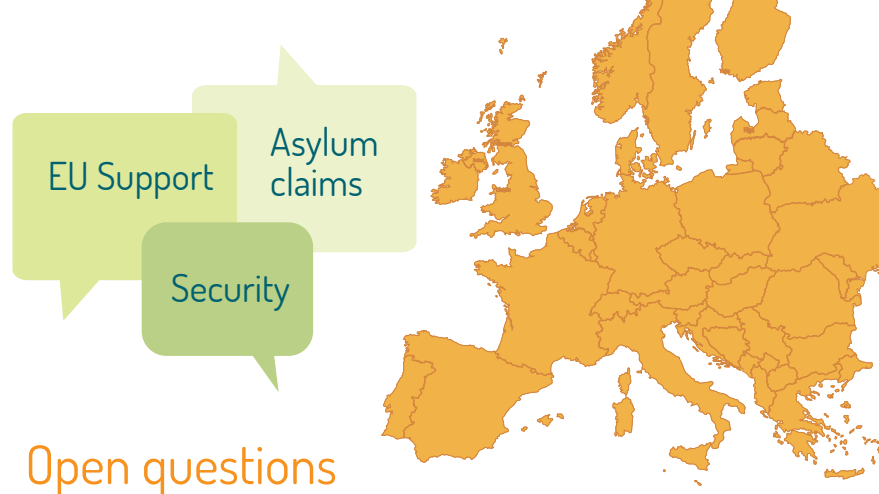 EU Support
Asylum
claims
Security
Open questions